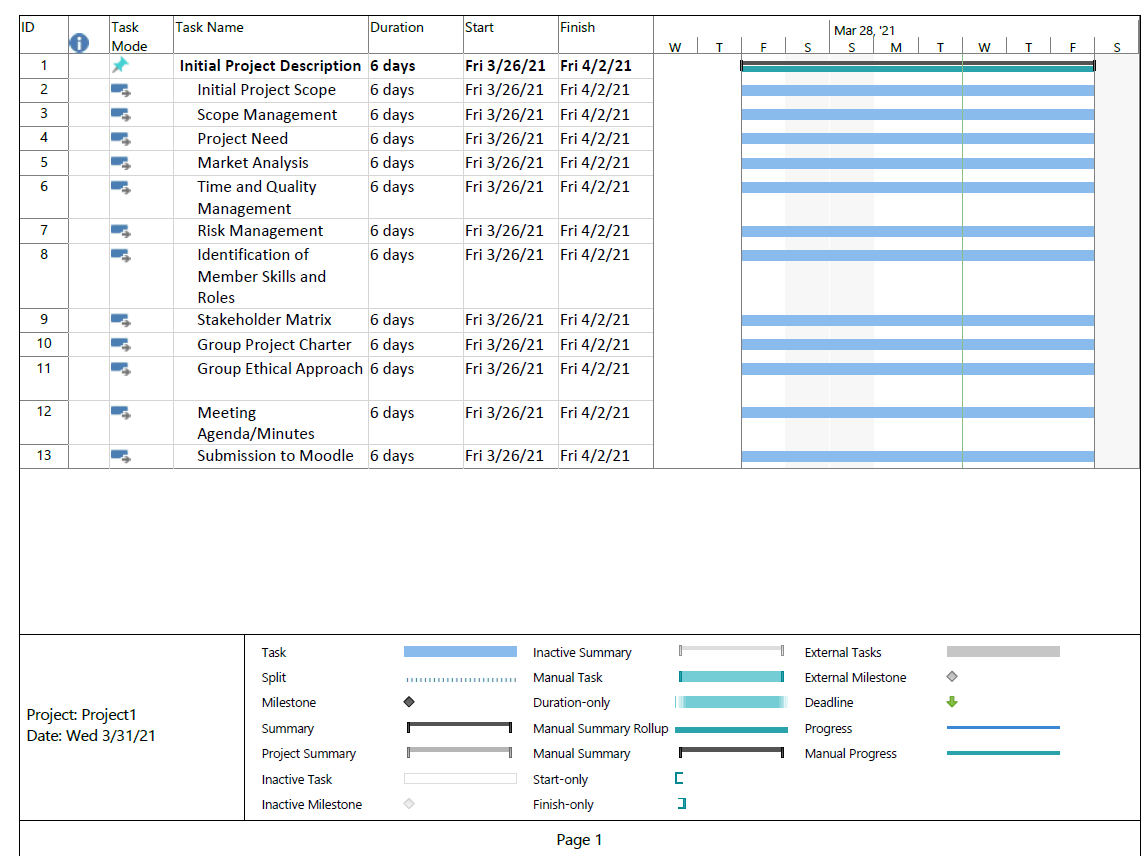 ID Task Mode Task Name Duration Start Finish
Mar 28, '21
W T F S S M T W T F S
1 Initial Project Description 6 days Fri 3/26/21 Fri 4/2/21
2 Initial Project Scope 6 days Fri 3/26/21 Fri 4/2/21
3 Scope Management 6 days Fri 3/26/21 Fri 4/2/21
4 Project Need 6 days Fri 3/26/21 Fri 4/2/21
5 Market Analysis 6 days Fri 3/26/21 Fri 4/2/21
6 Time and Quality 6 days Fri 3/26/21 Fri 4/2/21
Management
7 Risk Management 6 days Fri 3/26/21 Fri 4/2/21
8 Identification of 6 days Fri 3/26/21 Fri 4/2/21
Member Skills and
Roles
9 Stakeholder Matrix 6 days Fri 3/26/21 Fri 4/2/21
10 Group Project Charter 6 days Fri 3/26/21 Fri 4/2/21
11 Group Ethical Approach 6 days Fri 3/26/21 Fri 4/2/21
12 Meeting 6 days Fri 3/26/21 Fri 4/2/21
Agenda/Minutes
13 Submission to Moodle 6 days Fri 3/26/21 Fri 4/2/21
Project: Project1
Date: Wed 3/31/21
Task Inactive Summary External Tasks
Split Manual Task External Milestone
Milestone Duration-only Deadline
Summary Manual Summary Rollup Progress
Project Summary Manual Summary Manual Progress
Inactive Task Start-only
Inactive Milestone Finish-only
Page 1